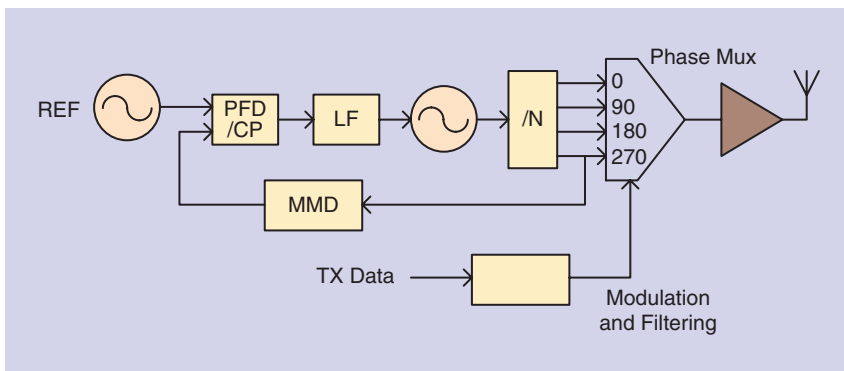 Phase Mux
REF
PFD
/CP
LF
/N
0
90
180
270
MMD
TX Data
Modulation
and Filtering